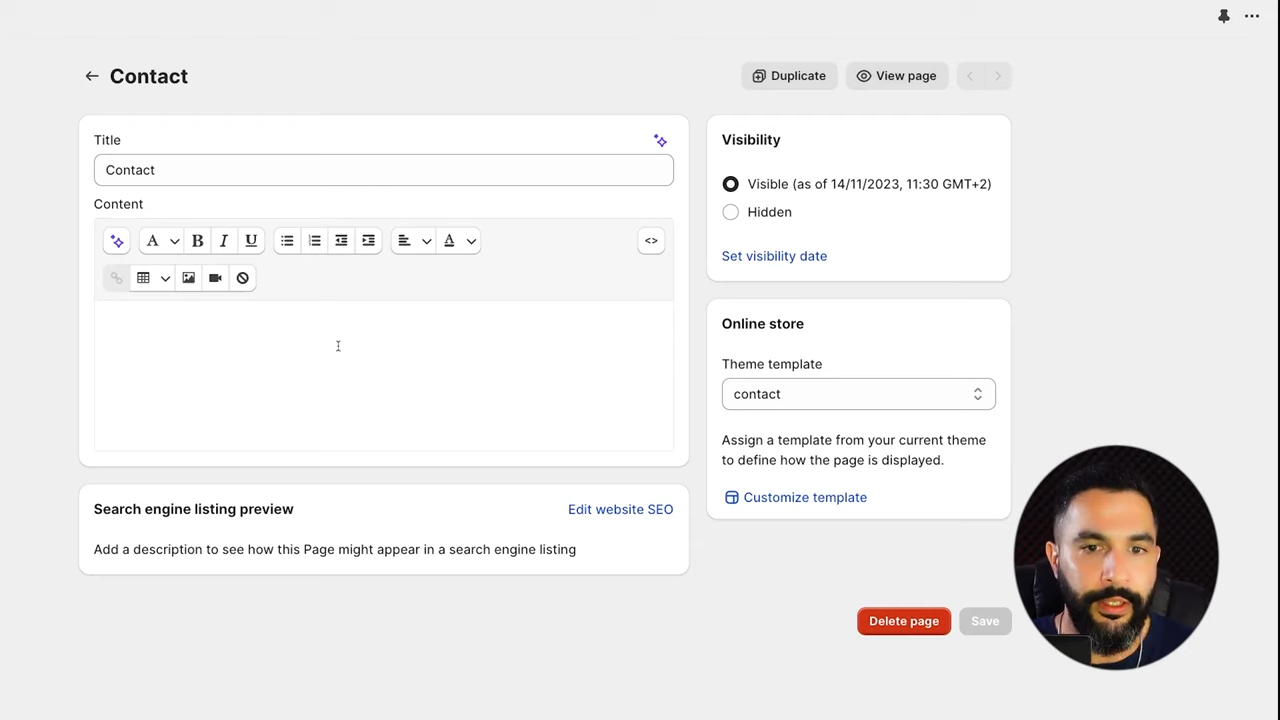 Contact
Duplicate
View page
Title
Contact
Content
A
B
I
U
A
<>
Search engine listing preview
Edit website SEO
Add a description to see how this Page might appear in a search engine listing
Visibility
Visible (as of 14/11/2023, 11:30 GMT+2)
Hidden
Set visibility date
Online store
Theme template
contact
Assign a template from your current theme
to define how the page is displayed.
Customize template
Delete page
Save